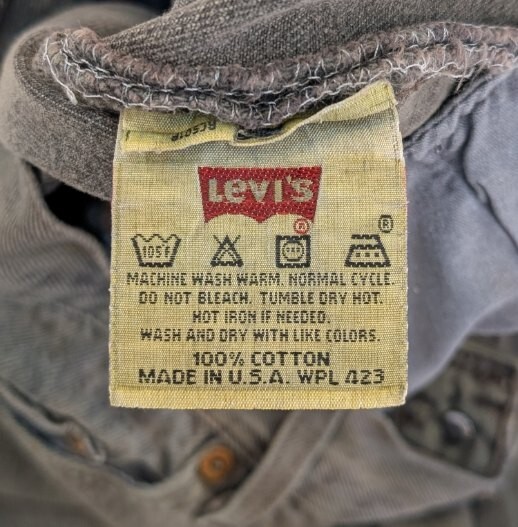 Levi's
®
105F
®
MACHINE WASH WARM. NORMAL CYCLE.
DO NOT BLEACH. TUMBLE DRY HOT.
HOT IRON IF NEEDED.
WASH AND DRY WITH LIKE COLORS.
100% COTTON
MADE IN U.S.A. WPL 423